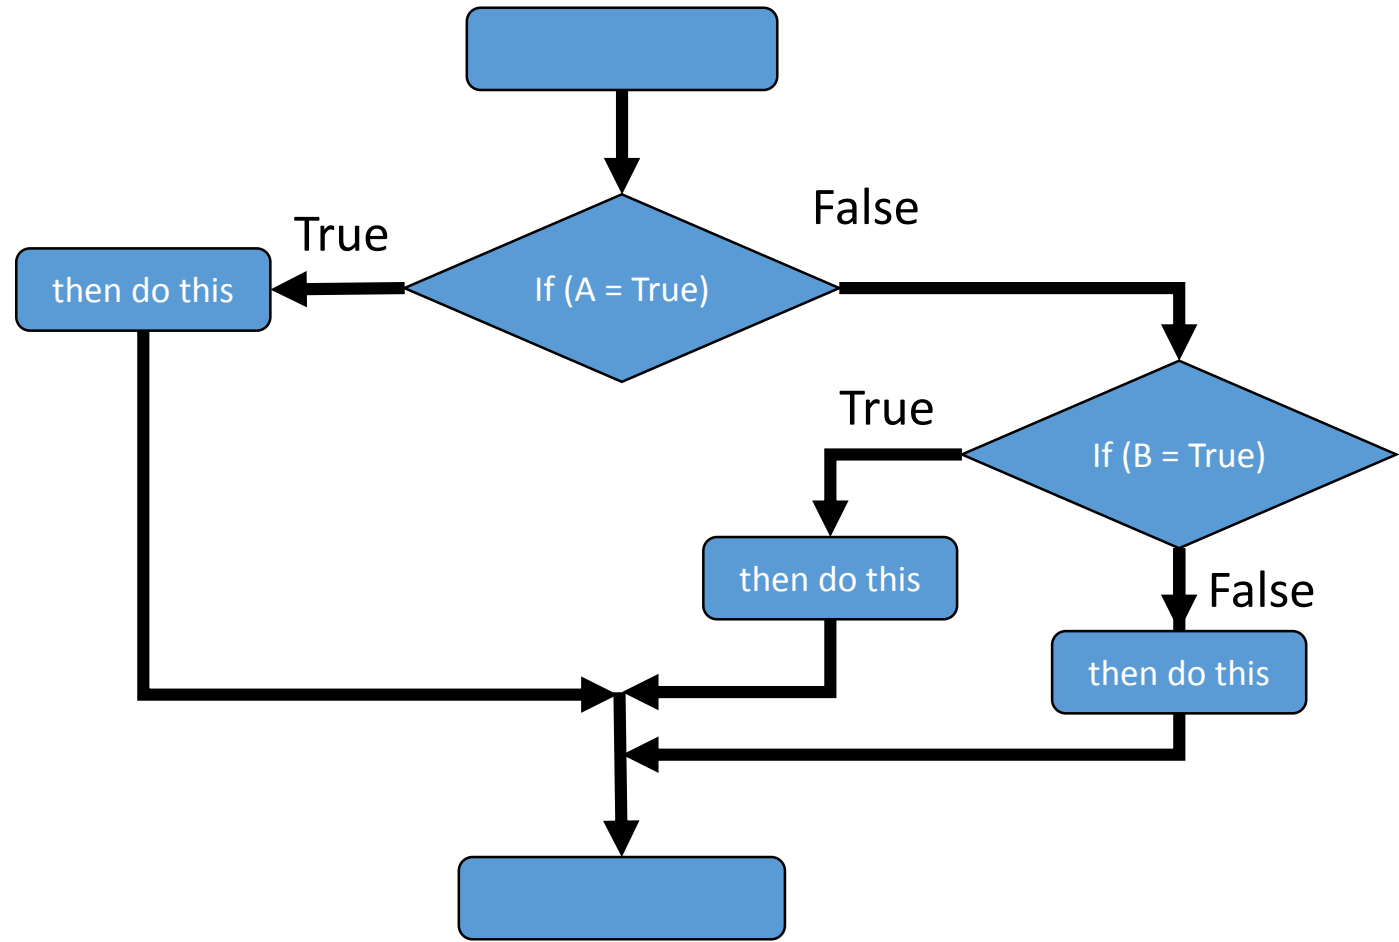 False
True
then do this
If (A = True)
True
If (B = True)
then do this
False
then do this